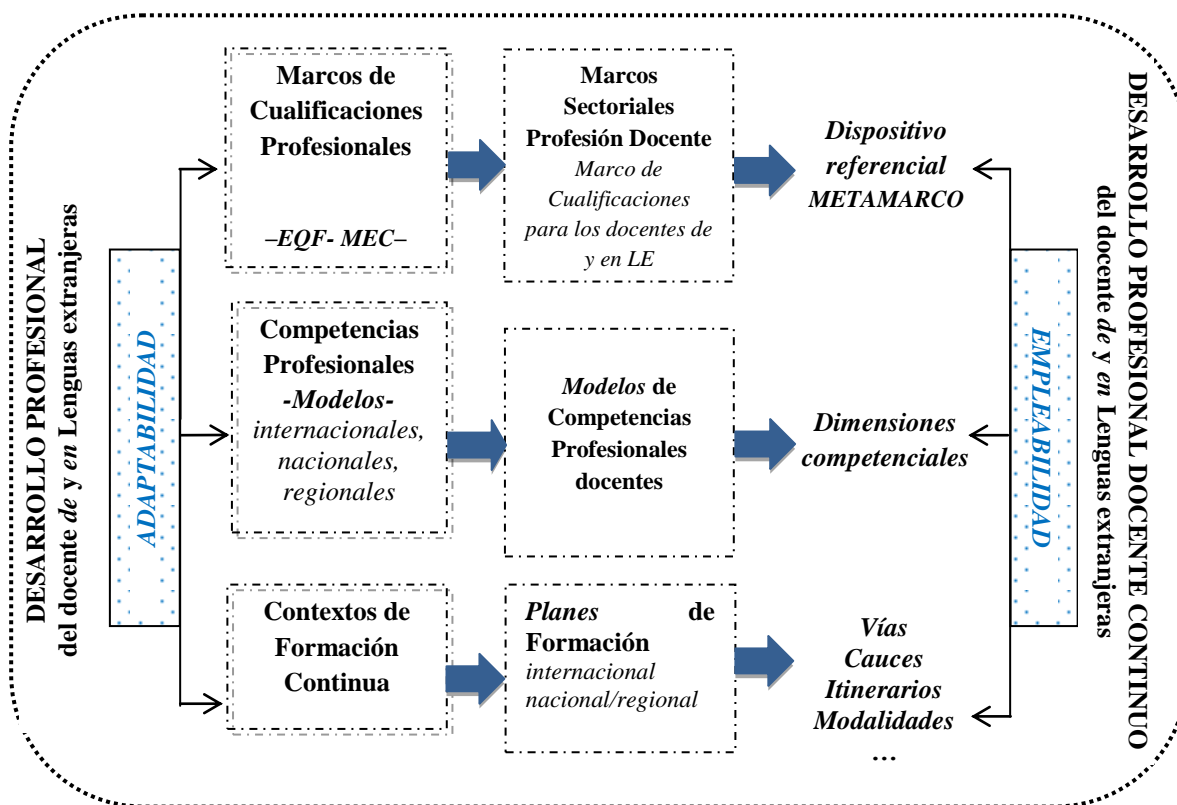 DESARROLLO PROFESIONAL
del docente de y en Lenguas extranjeras
ADAPTABILIDAD
Marcos de
Cualificaciones
Profesionales
–EQF- MEC–
Marcos
Sectoriales
Profesión Docente
Marco de
Cualificaciones
para los docentes de
y en LE
Dispositivo
referencial
METAMARCO
Competencias
Profesionales
-Modelos-
internacionales,
nacionales,
regionales
Modelos de
Competencias
Profesionales
docentes
Dimensiones
competenciales
Contextos de
Formación
Continua
Planes de
Formación
internacional
nacional/regional
Vías
Cauces
Itinerarios
Modalidades
...
EMPLEABILIDAD
DESARROLLO PROFESIONAL DOCENTE CONTINUO
del docente de y en Lenguas extranjeras